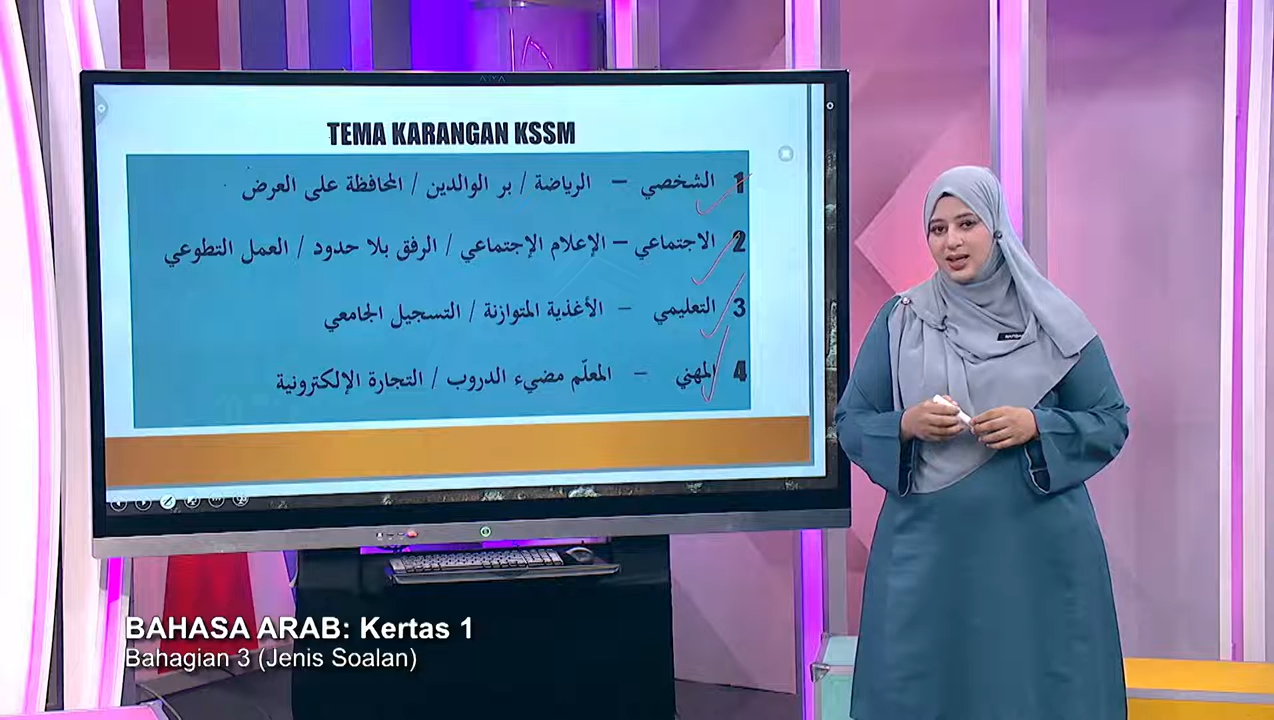 TEMA KARANGAN KSSM
1 الشخصي – الرياضة / بر الوالدين / المحافظة على العرض
2 الاجتماعي – الإعلام الإجتماعي / الرفق بلا حدود / العمل التطوعي
3 التعليمي – الأغذية المتوازنة / التسجيل الجامعي
4 المهني – المعلّم مضيء الدروب / التجارة الإلكترونية
BAHASA ARAB: Kertas 1
Bahagian 3 (Jenis Soalan)